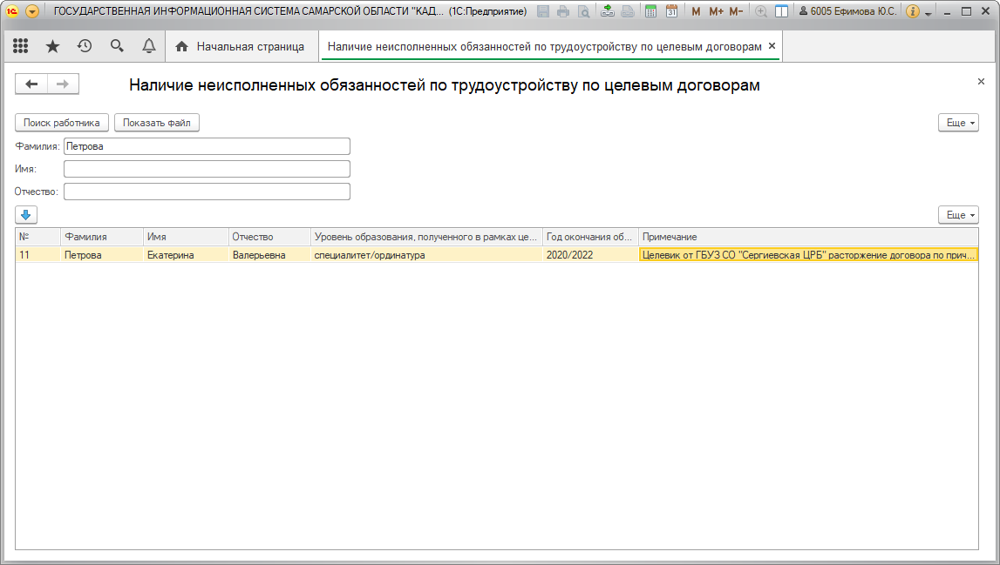 ГОСУДАРСТВЕННАЯ ИНФОРМАЦИОННАЯ СИСТЕМА САМАРСКОЙ ОБЛАСТИ "КАД... (1С:Предприятие) 31 M M+ M- 6005 Ефимова Ю.С.
Начальная страница Наличие неисполненных обязанностей по трудоустройству по целевым договорам
Наличие неисполненных обязанностей по трудоустройству по целевым договорам
Поиск работника Показать файл Еще
Фамилия: Петрова
Имя:
Отчество:
Еще
№ Фамилия Имя Отчество Уровень образования, полученного в рамках це... Год окончания об... Примечание
11 Петрова Екатерина Валерьевна специалитет/ординатура 2020/2022 Целевик от ГБУЗ СО "Сергиевская ЦРБ" расторжение договора по прич...